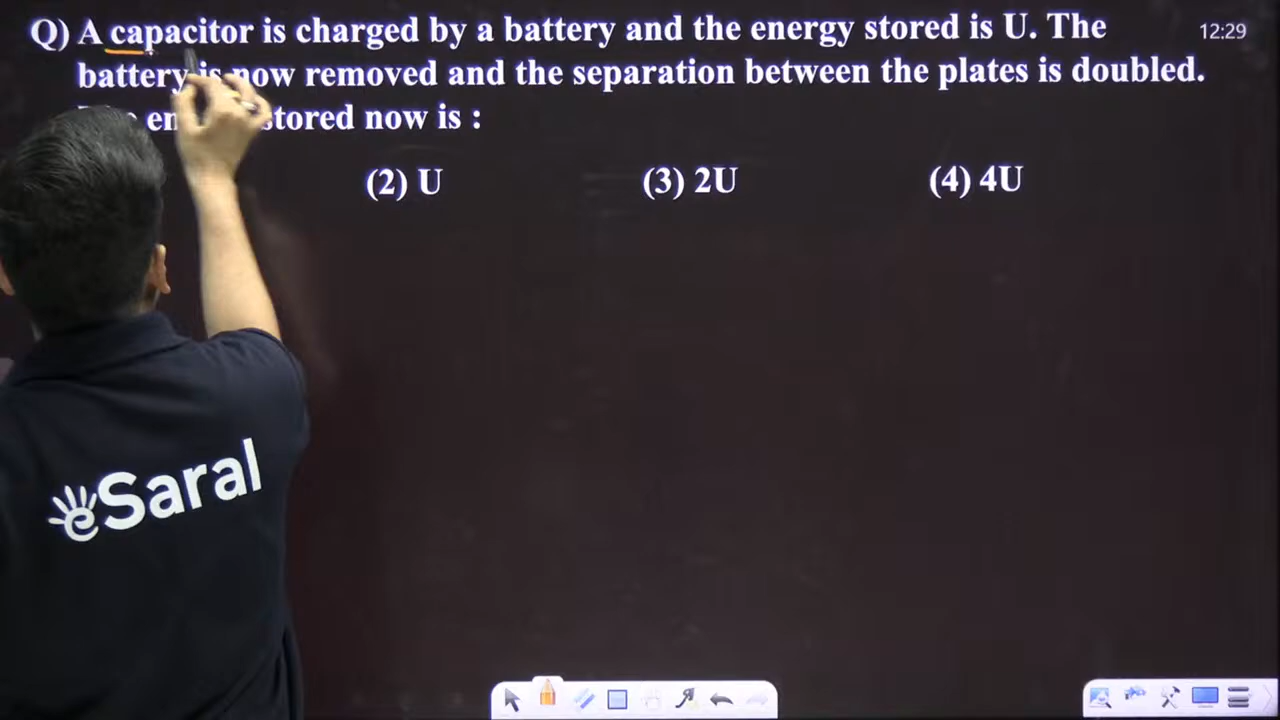 Q) A capacitor is charged by a battery and the energy stored is U. The
battery is now removed and the separation between the plates is doubled.
stored now is :
(2) U (3) 2U (4) 4U
12:29
eSaral